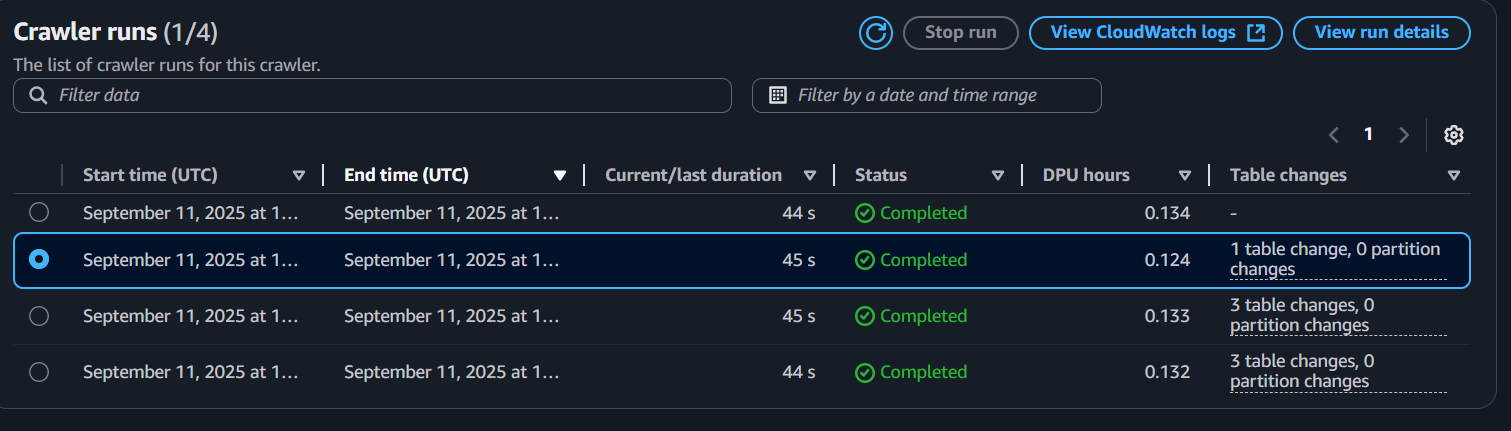 Crawler runs (1/4)
Stop run
View CloudWatch logs
View run details
The list of crawler runs for this crawler.
Filter data
Filter by a date and time range
1
Start time (UTC) End time (UTC) Current/last duration Status DPU hours Table changes
September 11, 2025 at 1... September 11, 2025 at 1... 44 s Completed 0.134 -
September 11, 2025 at 1... September 11, 2025 at 1... 45 s Completed 0.124 1 table change, 0 partition
changes
September 11, 2025 at 1... September 11, 2025 at 1... 45 s Completed 0.133 3 table changes, 0
partition changes
September 11, 2025 at 1... September 11, 2025 at 1... 44 s Completed 0.132 3 table changes, 0
partition changes